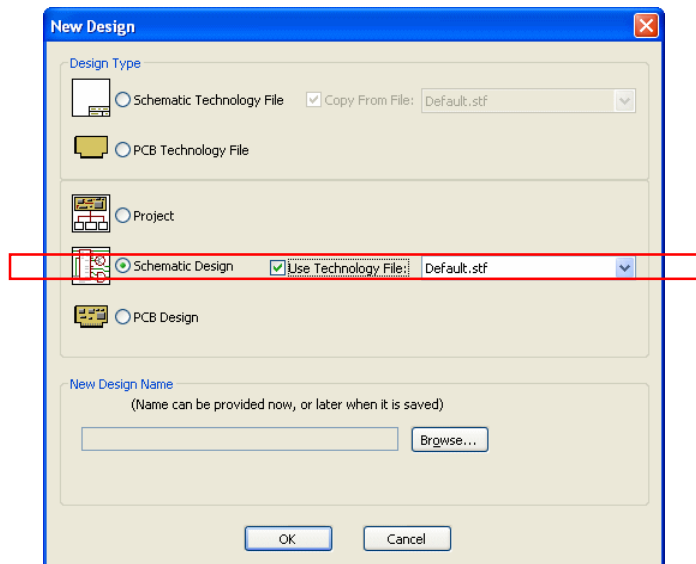 New Design
Design Type
Schematic Technology File Copy From File: Default.stf
PCB Technology File
Project
Schematic Design Use Technology File: Default.stf
PCB Design
New Design Name
(Name can be provided now, or later when it is saved)
Browse...
OK Cancel